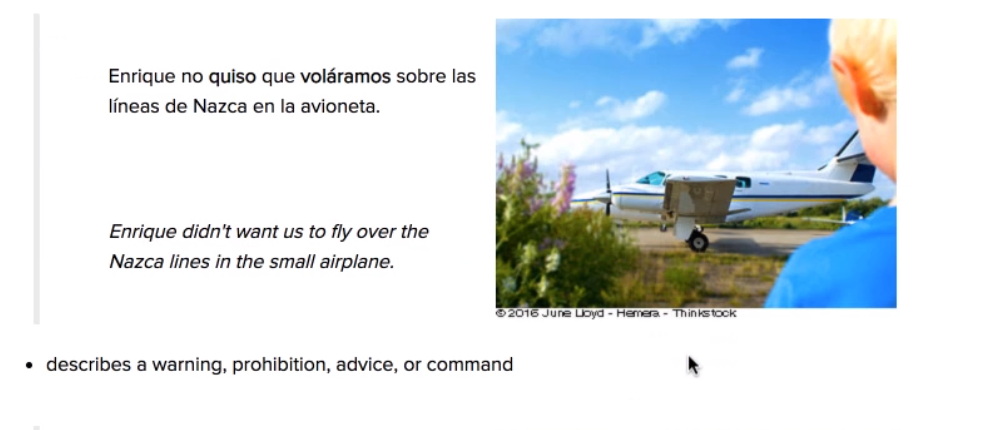 Enrique no quiso que voláramos sobre las
líneas de Nazca en la avioneta.
Enrique didn't want us to fly over the
Nazca lines in the small airplane.
© 2016 June Lloyd - Hemera - Thinkstock
• describes a warning, prohibition, advice, or command